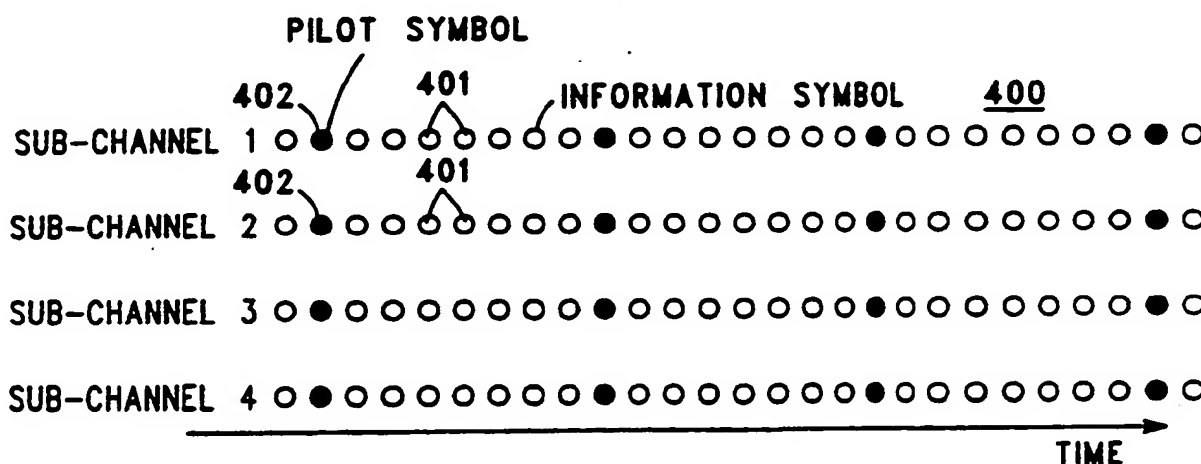 PILOT SYMBOL
402 401 INFORMATION SYMBOL 400
SUB-CHANNEL 1
402 401
SUB-CHANNEL 2
SUB-CHANNEL 3
SUB-CHANNEL 4
TIME